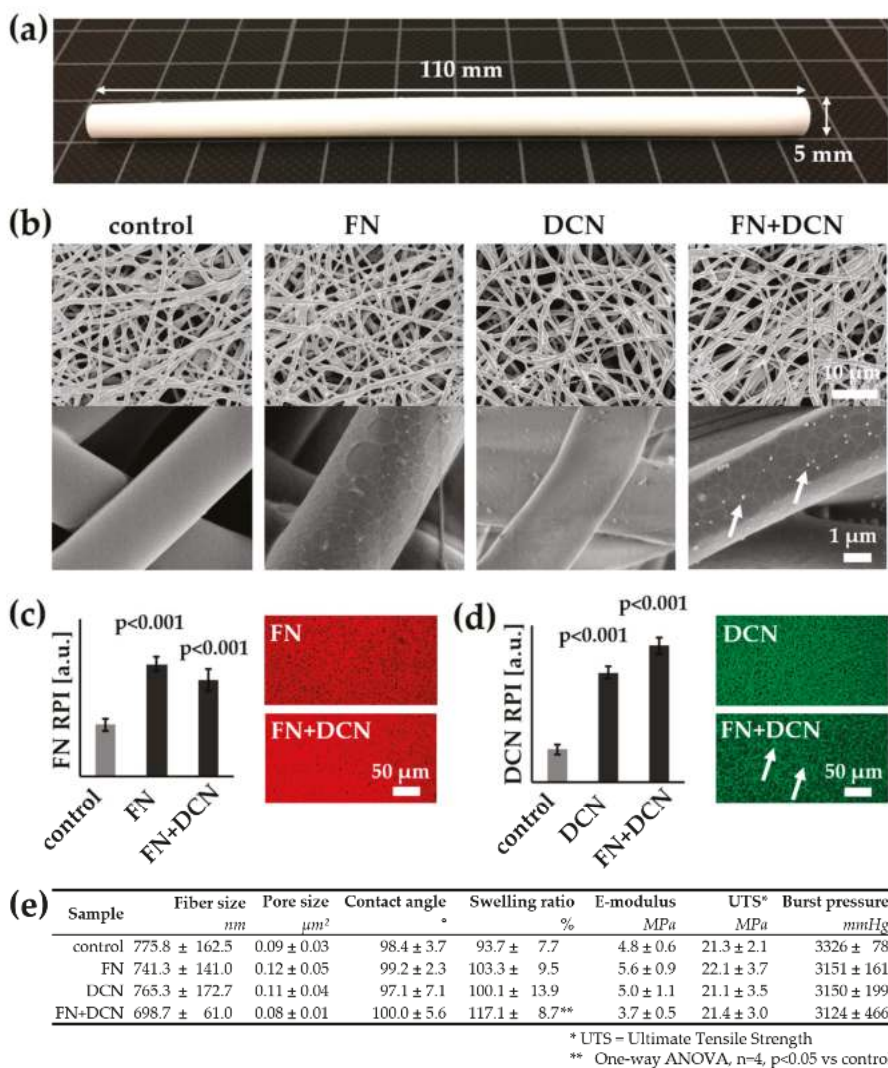 (a)
110 mm
5 mm
(b)
control FN DCN FN+DCN
10 µm
1 µm
(c)
FN RPI [a.u.]
p<0.001
p<0.001
control
FN
FN+DCN
FN
FN+DCN
50 µm
(d)
DCN RPI [a.u.]
p<0.001
p<0.001
control
DCN
FN+DCN
DCN
FN+DCN
50 µm
(e)
Sample Fiber size Pore size Contact angle Swelling ratio E-modulus UTS* Burst pressure
nm µm² ° % MPa MPa mmHg
control 775.8 ± 162.5 0.09 ± 0.03 98.4 ± 3.7 93.7 ± 7.7 4.8 ± 0.6 21.3 ± 2.1 3326 ± 78
FN 741.3 ± 141.0 0.12 ± 0.05 99.2 ± 2.3 103.3 ± 9.5 5.6 ± 0.9 22.1 ± 3.7 3151 ± 161
DCN 765.3 ± 172.7 0.11 ± 0.04 97.1 ± 7.1 100.1 ± 13.9 5.0 ± 1.1 21.1 ± 3.5 3150 ± 199
FN+DCN 698.7 ± 61.0 0.08 ± 0.01 100.0 ± 5.6 117.1 ± 8.7** 3.7 ± 0.5 21.4 ± 3.0 3124 ± 466
* UTS = Ultimate Tensile Strength
** One-way ANOVA, n=4, p<0.05 vs contro